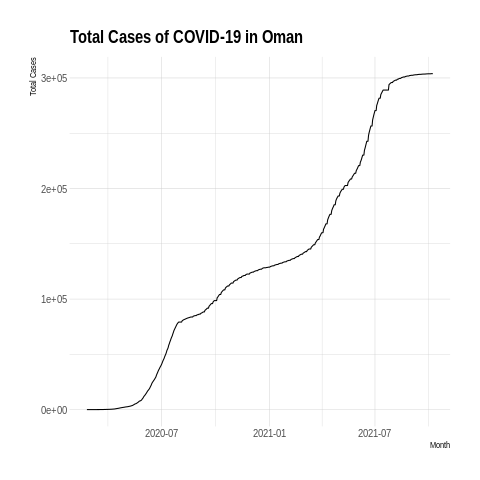 Total Cases of COVID-19 in Oman
Total Cases
3e+05
2e+05
1e+05
0e+00
2020-07
2021-01
2021-07
Month